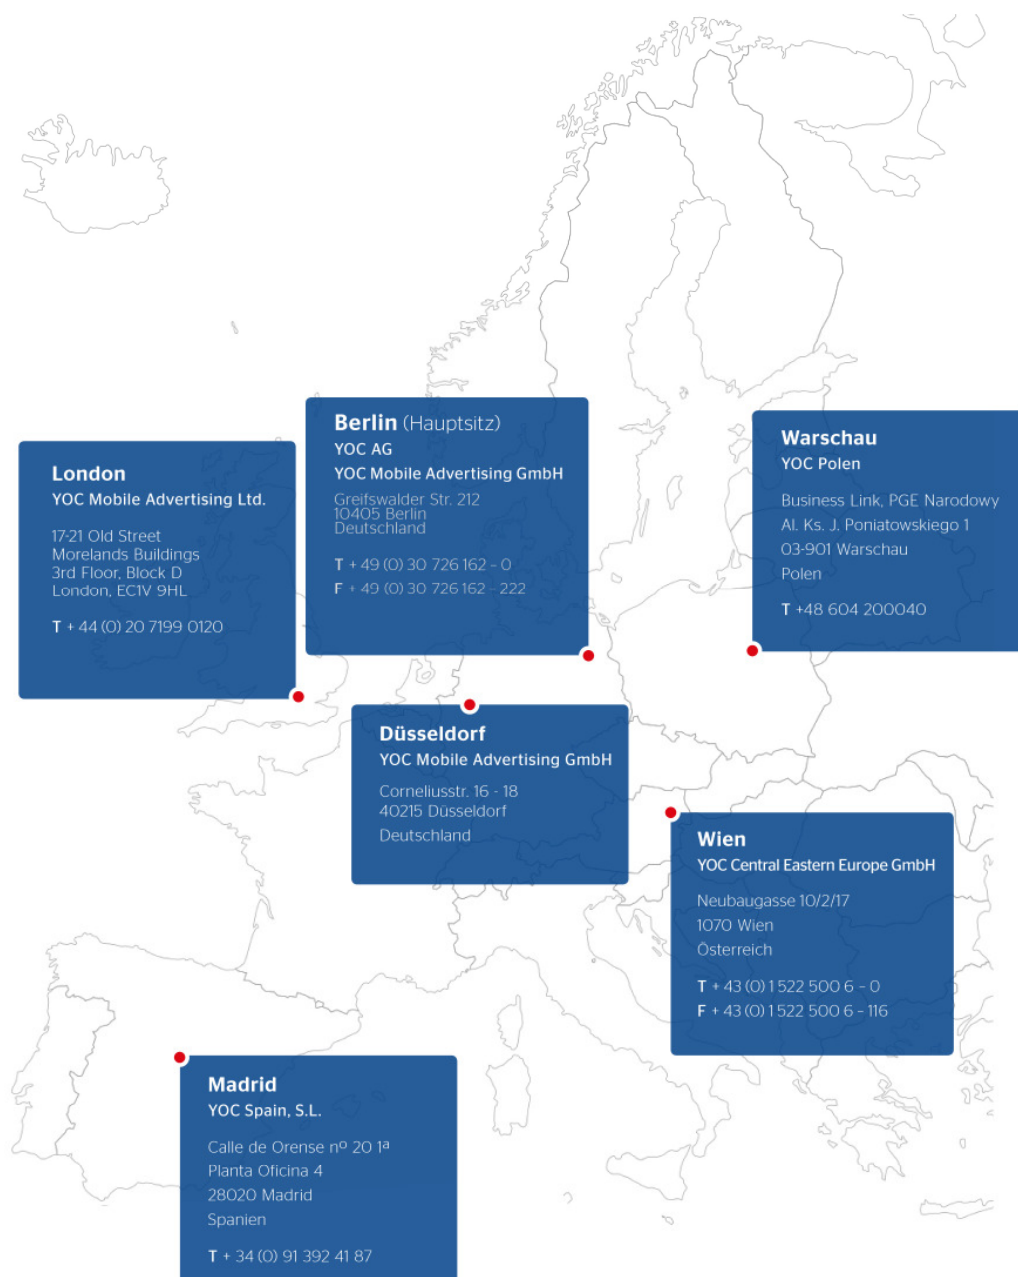 Berlin (Hauptsitz)
YOC AG
YOC Mobile Advertising GmbH
Greifswalder Str. 212
10405 Berlin
Deutschland
T + 49 (0) 30 726 162 – 0
F + 49 (0) 30 726 162 – 222
Warschau
YOC Polen
Business Link, PGE Narodowy
Al. Ks. J. Poniatowskiego 1
03-901 Warschau
Polen
T +48 604 200040
London
YOC Mobile Advertising Ltd.
17-21 Old Street
Morelands Buildings
3rd Floor, Block D
London, EC1V 9HL
T + 44 (0) 20 7199 0120
Düsseldorf
YOC Mobile Advertising GmbH
Corneliusstr. 16 - 18
40215 Düsseldorf
Deutschland
Wien
YOC Central Eastern Europe GmbH
Neubaugasse 10/2/17
1070 Wien
Österreich
T + 43 (0) 1 522 500 6 – 0
F + 43 (0) 1 522 500 6 – 116
Madrid
YOC Spain, S.L.
Calle de Orense nº 20 1ª
Planta Oficina 4
28020 Madrid
Spanien
T + 34 (0) 91 392 41 87